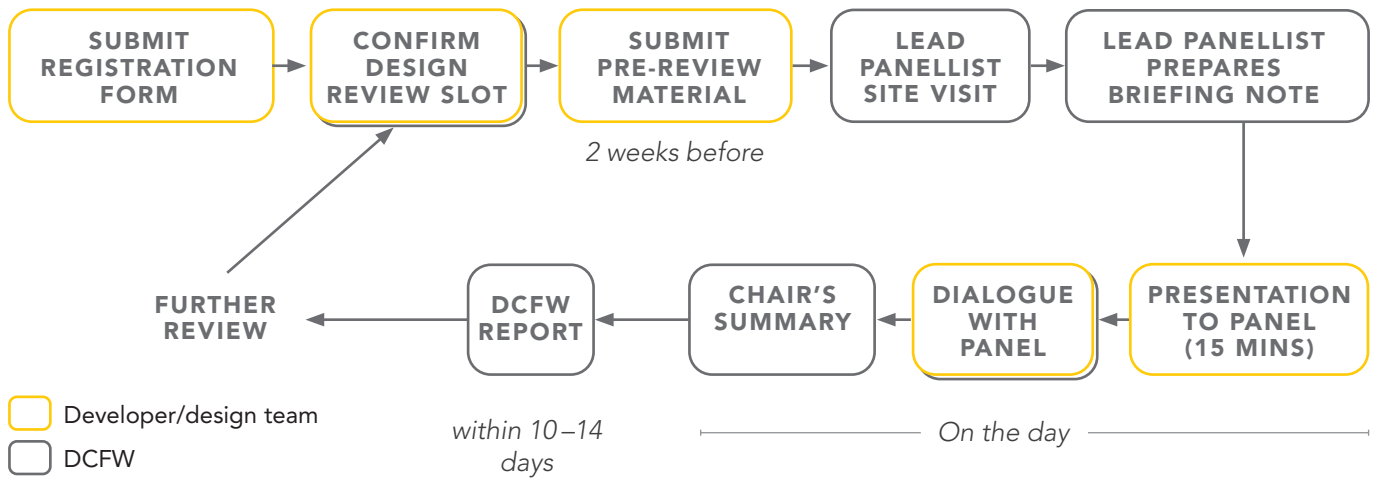 SUBMIT
REGISTRATION
FORM
CONFIRM
DESIGN
REVIEW SLOT
SUBMIT
PRE-REVIEW
MATERIAL
LEAD
PANELLIST
SITE VISIT
LEAD PANELLIST
PREPARES
BRIEFING NOTE
2 weeks before
PRESENTATION
TO PANEL
(15 MINS)
DIALOGUE
WITH
PANEL
CHAIR’S
SUMMARY
DCFW
REPORT
FURTHER
REVIEW
On the day
within 10–14
days
Developer/design team
DCFW